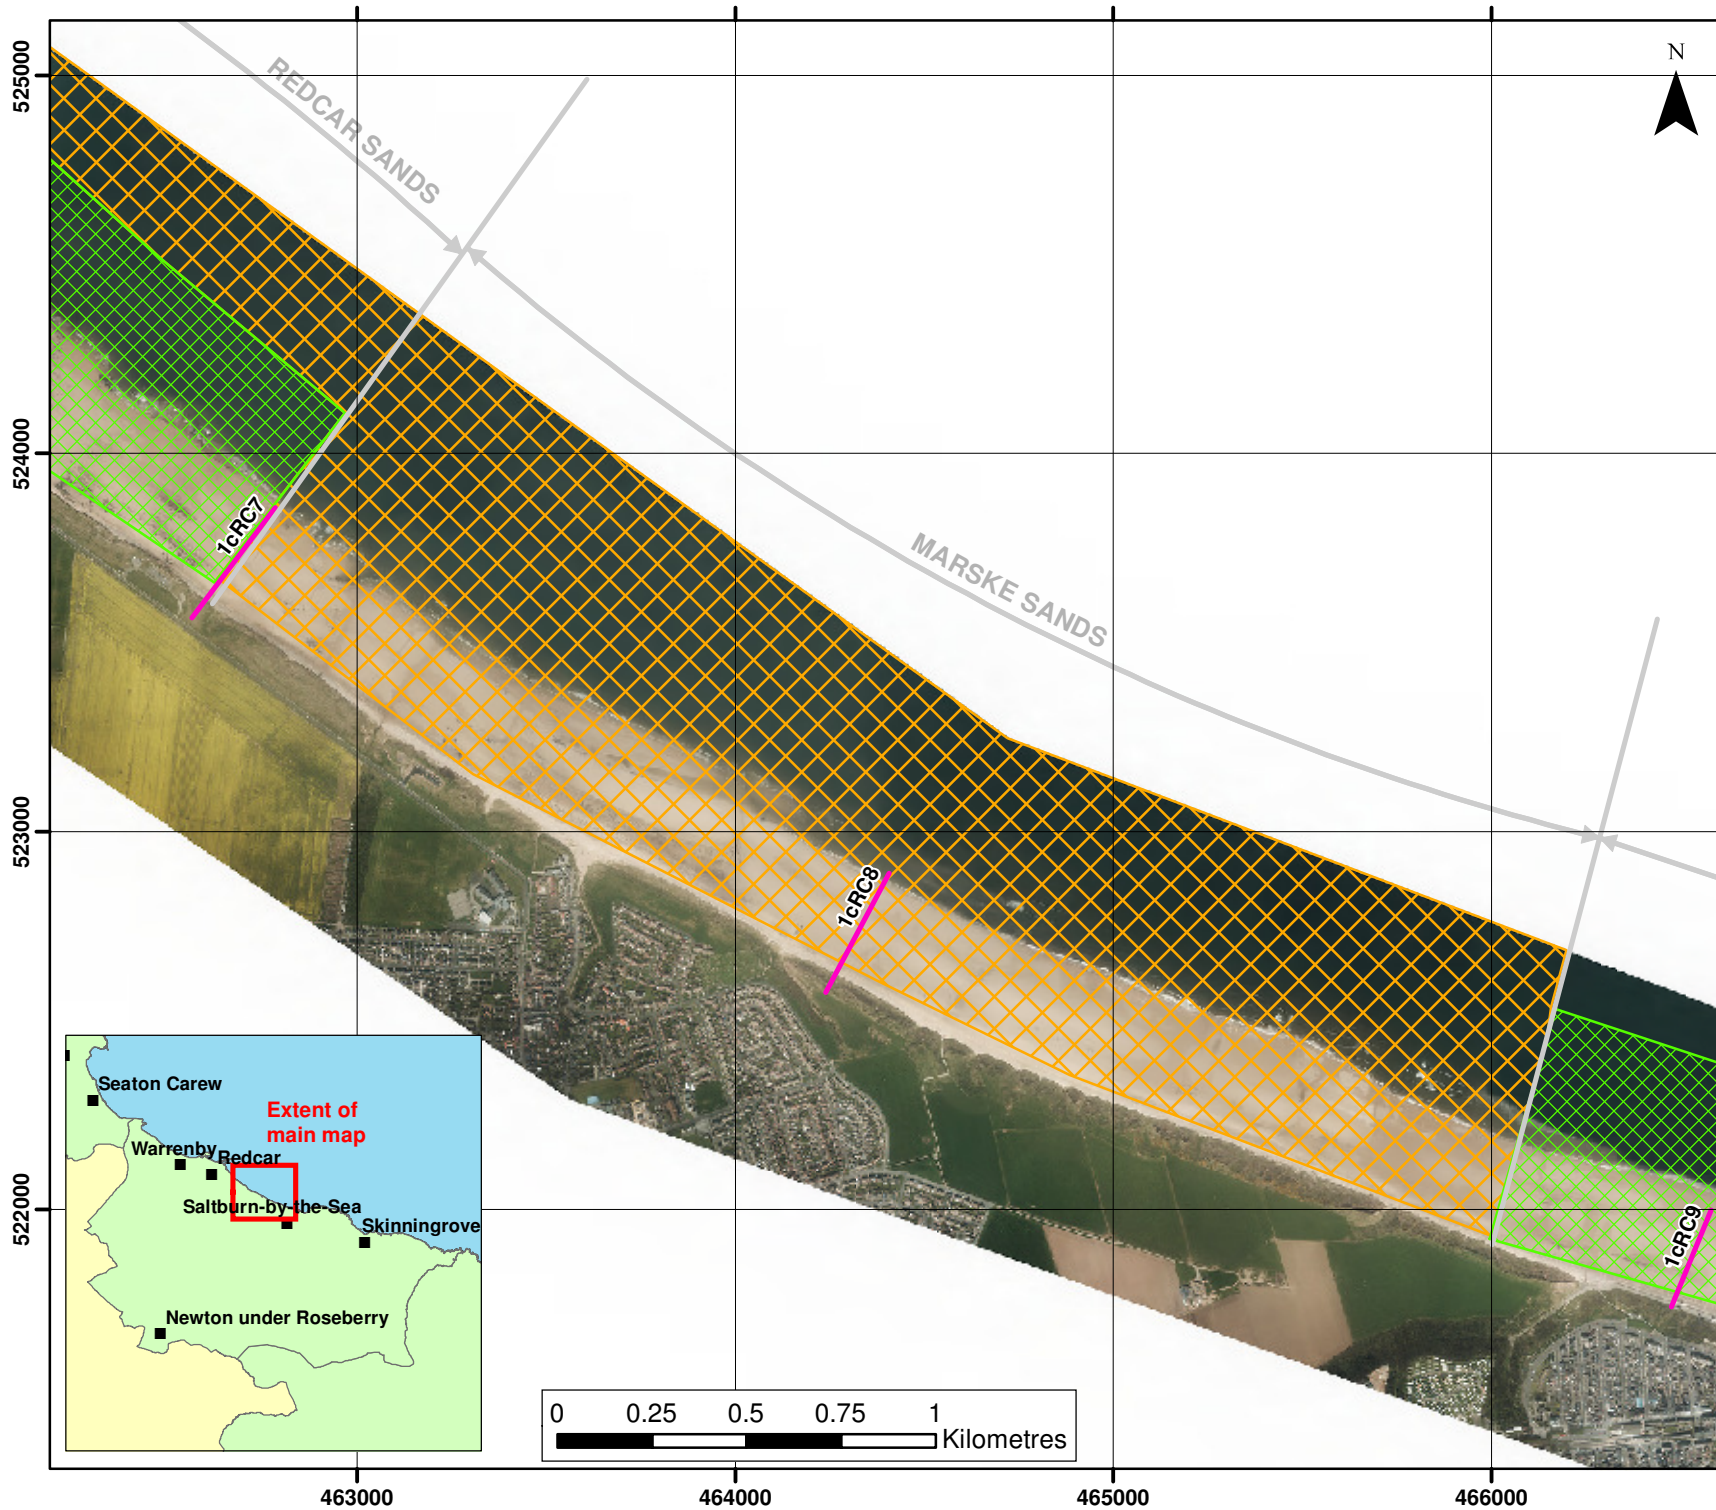 N
525000
524000
523000
522000
REDCAR SANDS
MARSKE SANDS
1cRC7
1cRC8
1cRC9
Seaton Carew
Extent of
main map
Warrenby
Redcar
Saltburn-by-the-Sea
Skinningrove
Newton under Roseberry
0 0.25 0.5 0.75 1
Kilometres
463000 464000 465000 466000